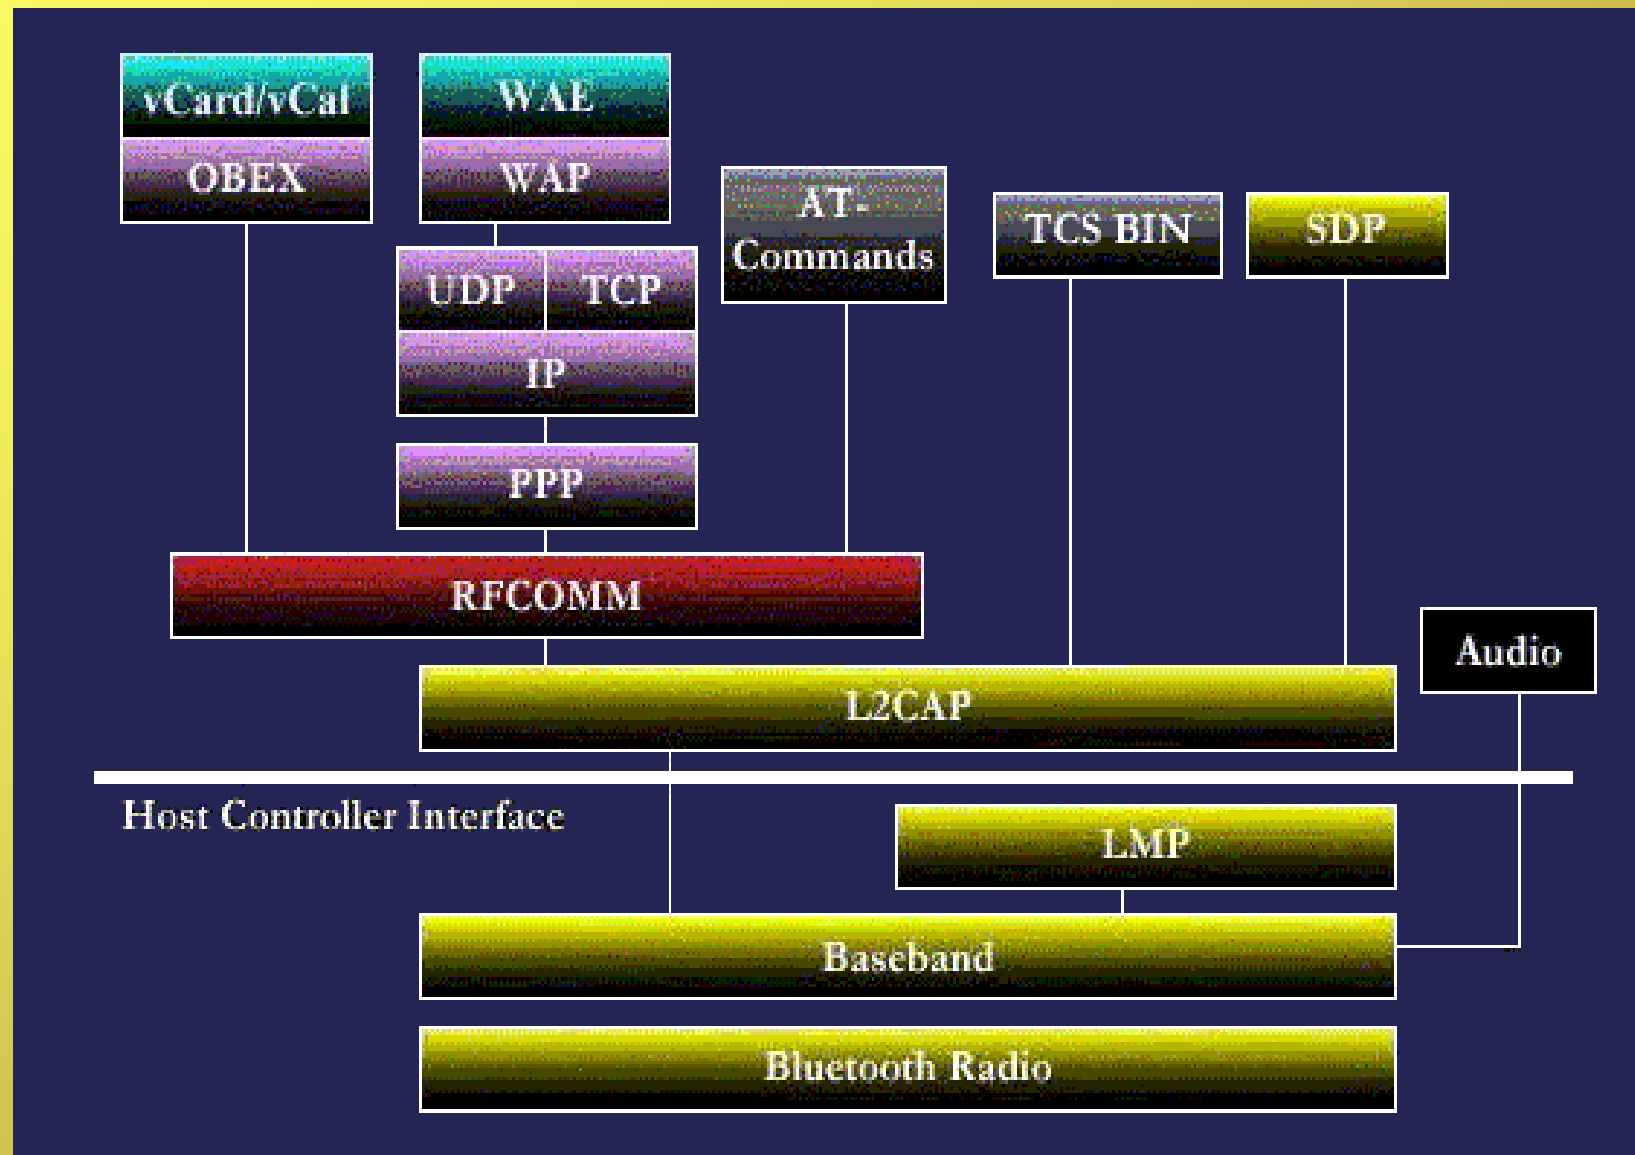 vCard/vCal
WAE
OBEX
WAP
AT-
Commands
TCS BIN
SDP
UDP
TCP
IP
PPP
RFCOMM
Audio
L2CAP
Host Controller Interface
LMP
Baseband
Bluetooth Radio